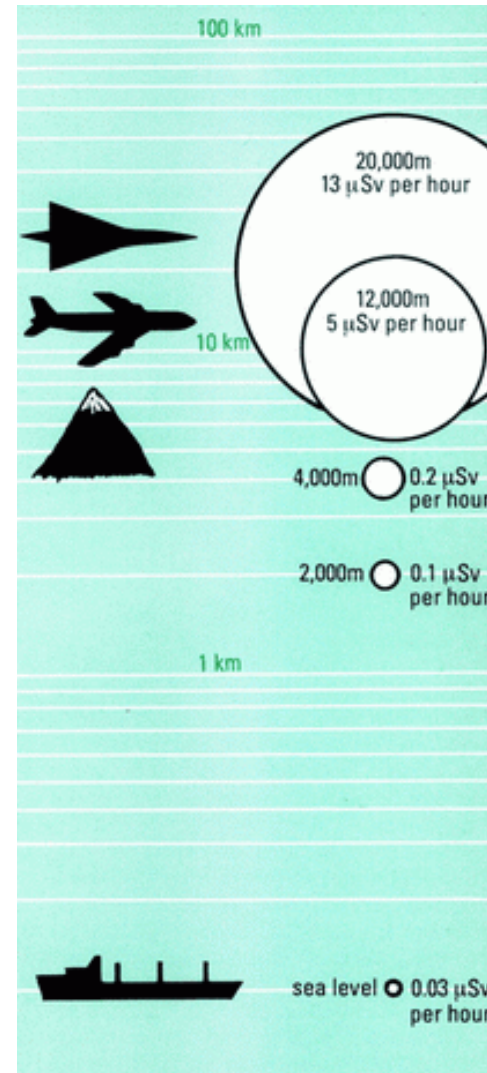 100 km
20,000m
13 μSv per hour
12,000m
5 μSv per hour
10 km
4,000m 0.2 μSv
per hour
2,000m 0.1 μSv
per hour
1 km
sea level 0.03 μSv
per hour